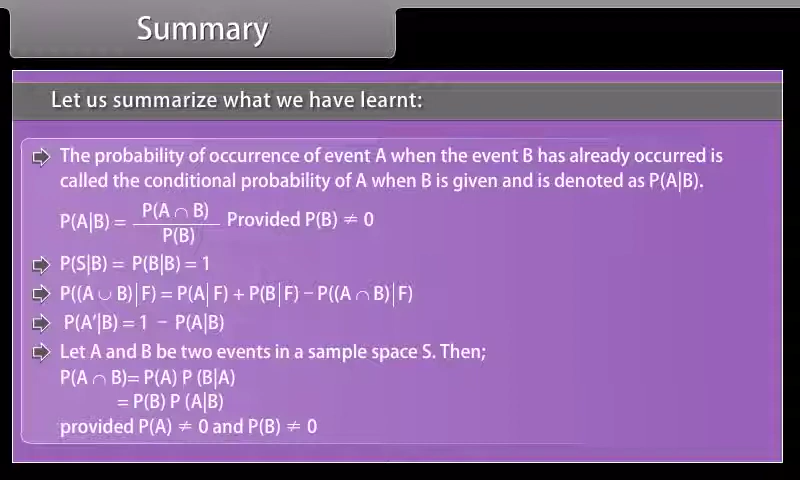 Summary
Let us summarize what we have learnt:
The probability of occurrence of event A when the event B has already occurred is
called the conditional probability of A when B is given and is denoted as P(A|B).
P(A|B) = P(A ∩ B) / P(B) Provided P(B) ≠ 0
P(S|B) = P(B|B) = 1
P((A ∪ B)|F) = P(A|F) + P(B|F) − P((A ∩ B)|F)
P(A'|B) = 1 − P(A|B)
Let A and B be two events in a sample space S. Then;
P(A ∩ B)= P(A) P (B|A)
= P(B) P (A|B)
provided P(A) ≠ 0 and P(B) ≠ 0